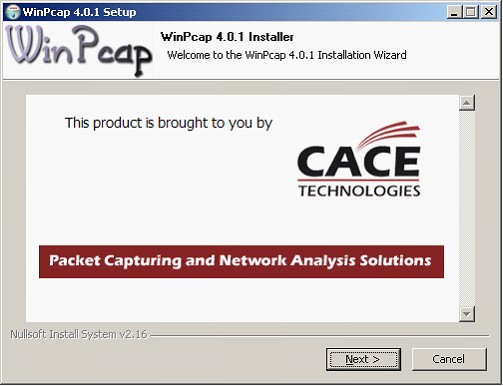 WinPcap 4.0.1 Setup
WinPcap
WinPcap 4.0.1 Installer
Welcome to the WinPcap 4.0.1 Installation Wizard
This product is brought to you by
CACE
TECHNOLOGIES
Packet Capturing and Network Analysis Solutions
Nullsoft Install System v2.16
Next >
Cancel